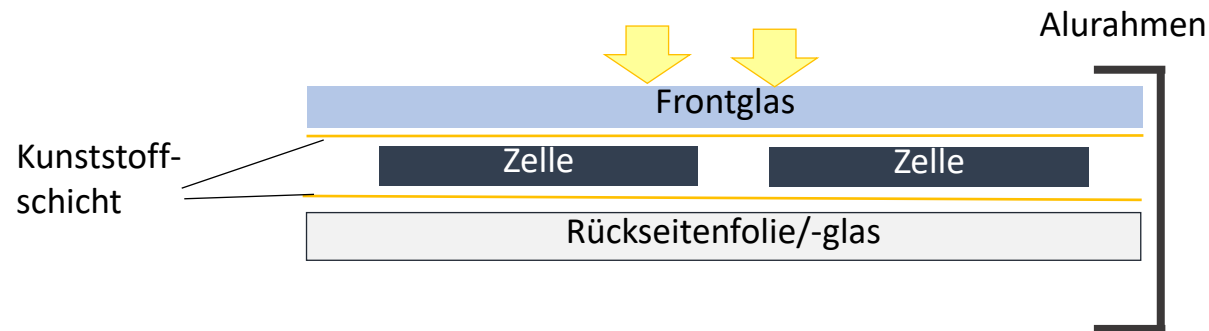 Alurahmen
Frontglas
Kunststoff-
schicht
Zelle
Zelle
Rückseitenfolie/-glas